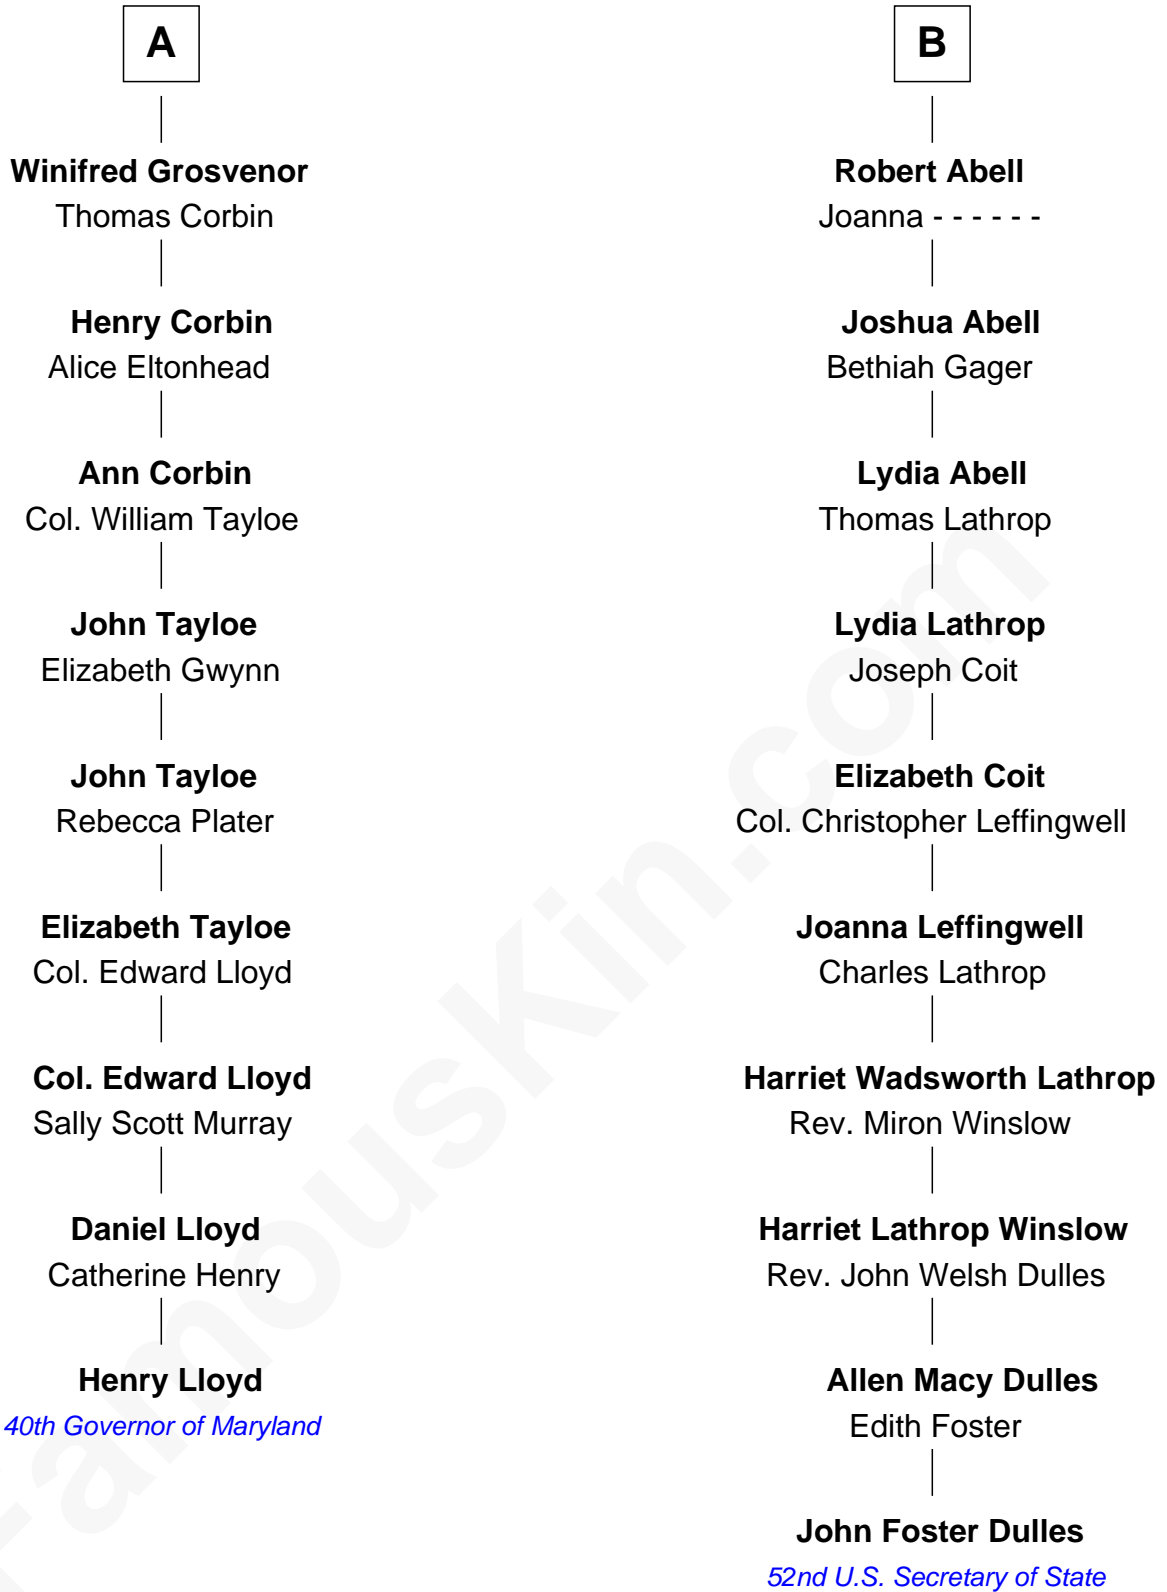 A
Winifred Grosvenor
Thomas Corbin
Henry Corbin
Alice Eltonhead
Ann Corbin
Col. William Tayloe
John Tayloe
Elizabeth Gwynn
John Tayloe
Rebecca Plater
Elizabeth Tayloe
Col. Edward Lloyd
Col. Edward Lloyd
Sally Scott Murray
Daniel Lloyd
Catherine Henry
Henry Lloyd
40th Governor of Maryland
B
Robert Abell
Joanna - - - - - -
Joshua Abell
Bethiah Gager
Lydia Abell
Thomas Lathrop
Lydia Lathrop
Joseph Coit
Elizabeth Coit
Col. Christopher Leffingwell
Joanna Leffingwell
Charles Lathrop
Harriet Wadsworth Lathrop
Rev. Miron Winslow
Harriet Lathrop Winslow
Rev. John Welsh Dulles
Allen Macy Dulles
Edith Foster
John Foster Dulles
52nd U.S. Secretary of State
FamousKin.com